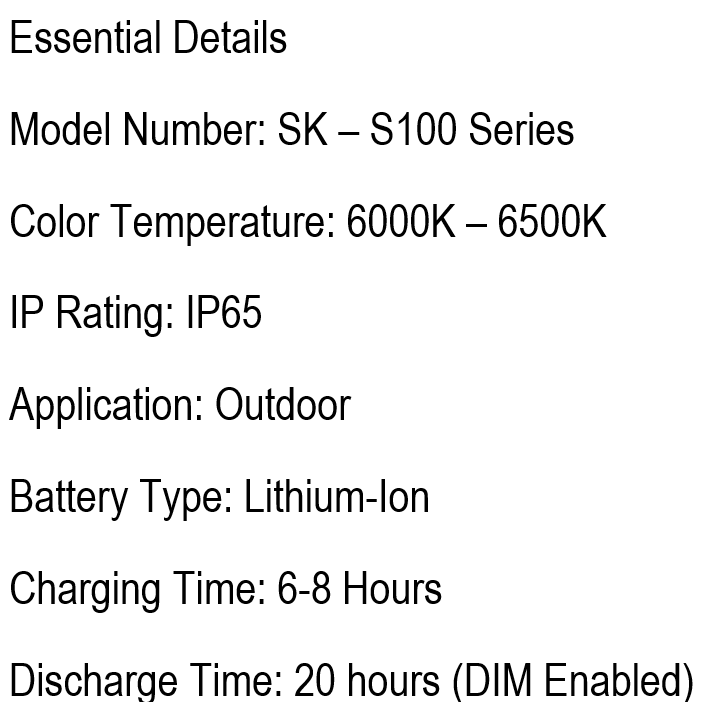 Essential Details
Model Number: SK – S100 Series
Color Temperature: 6000K – 6500K
IP Rating: IP65
Application: Outdoor
Battery Type: Lithium-Ion
Charging Time: 6-8 Hours
Discharge Time: 20 hours (DIM Enabled)